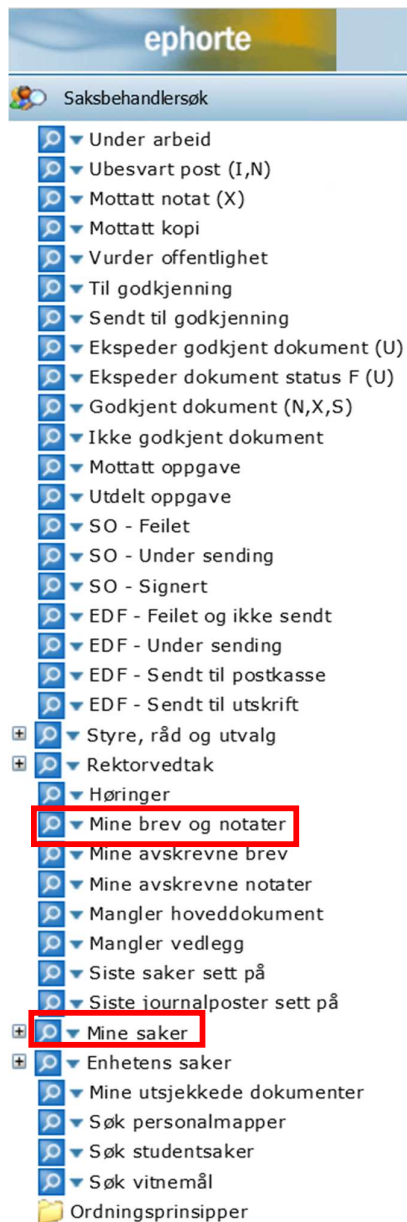 ephorte
Saksbehandlersøk
Under arbeid
Ubesvart post (I,N)
Mottatt notat (X)
Mottatt kopi
Vurder offentlighet
Til godkjenning
Sendt til godkjenning
Ekspeder godkjent dokument (U)
Ekspeder dokument status F (U)
Godkjent dokument (N,X,S)
Ikke godkjent dokument
Mottatt oppgave
Utdelt oppgave
SO - Feilet
SO - Under sending
SO - Signert
EDF - Feilet og ikke sendt
EDF - Under sending
EDF - Sendt til postkasse
EDF - Sendt til utskrift
Styre, råd og utvalg
Rektorvedtak
Høringer
Mine brev og notater
Mine avskrevne brev
Mine avskrevne notater
Mangler hoveddokument
Mangler vedlegg
Siste saker sett på
Siste journalposter sett på
Mine saker
Enhetens saker
Mine utsjekkede dokumenter
Søk personalmapper
Søk studentsaker
Søk vitnemål
Ordningsprinsipper